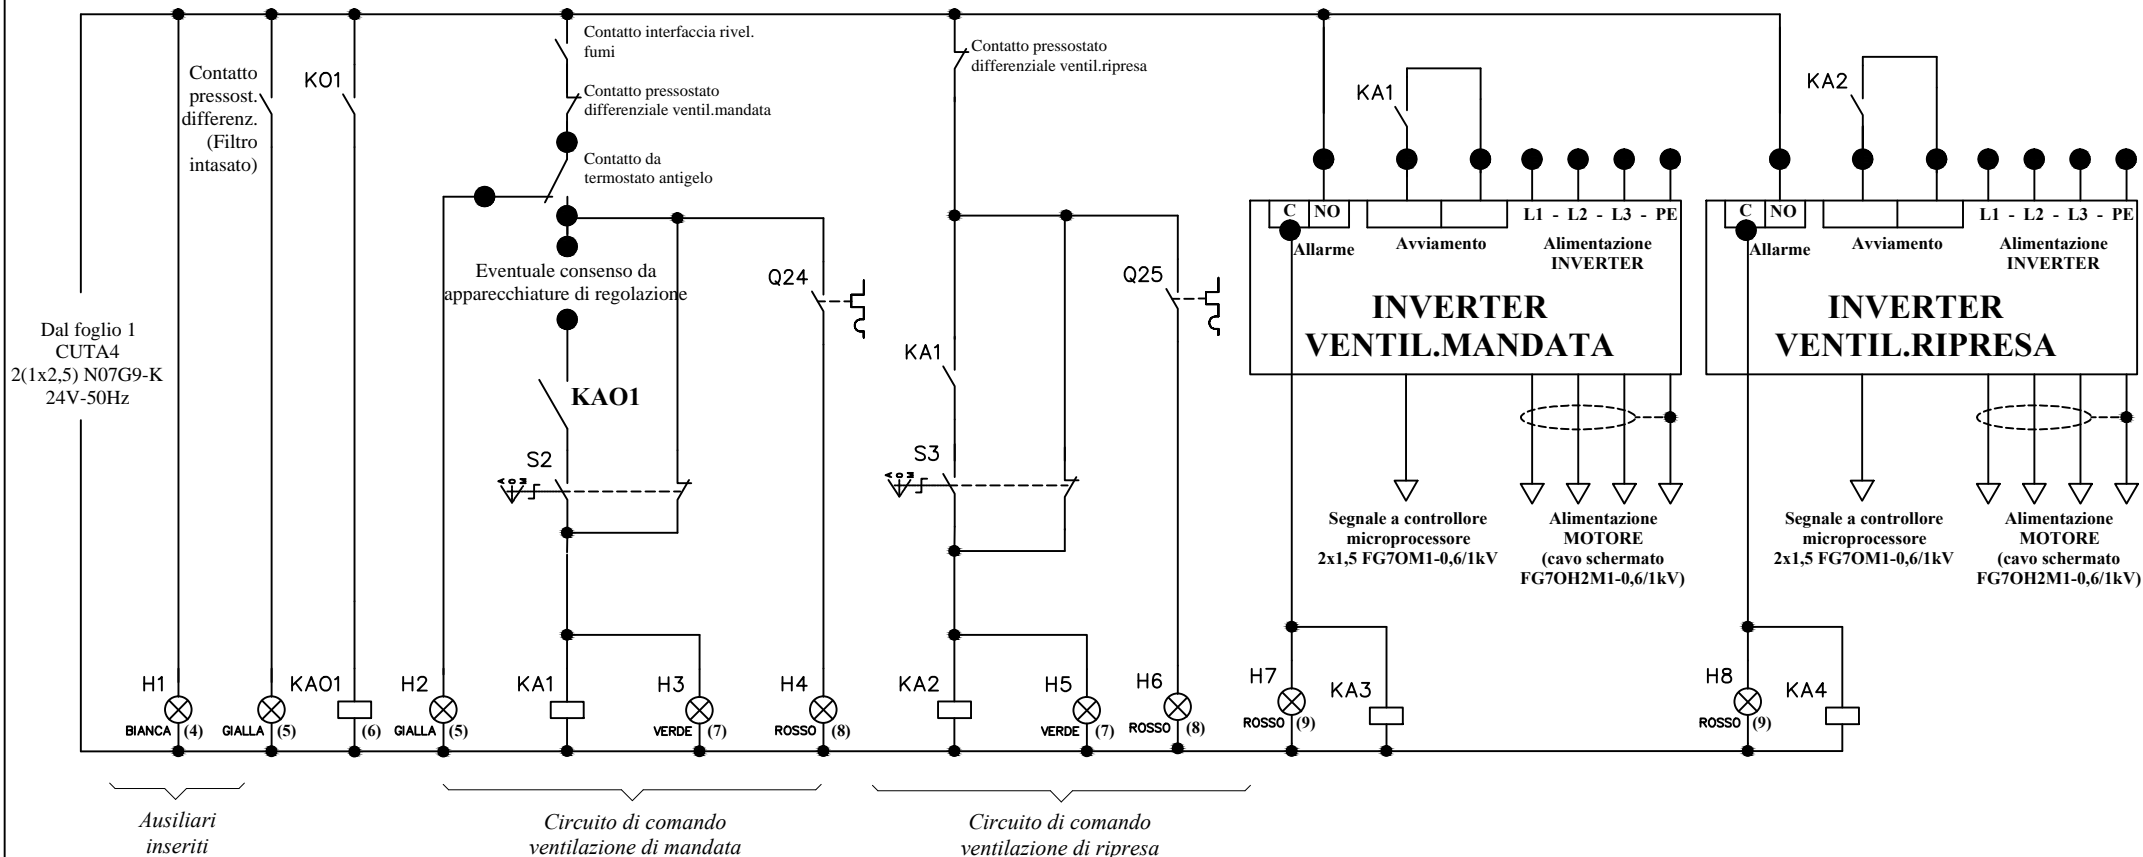 Contatto interfaccia rivel.
fumi
Contatto pressostato
differenziale ventil.ripresa
Contatto
pressost.
differenz.
(Filtro
intasato)
KO1
Contatto pressostato
differenziale ventil.mandata
KA1
KA2
Contatto da
termostato antigelo
C NO
L1 - L2 - L3 - PE
Allarme
Avviamento
Alimentazione
INVERTER
C NO
L1 - L2 - L3 - PE
Allarme
Avviamento
Alimentazione
INVERTER
Eventuale consenso da
apparecchiature di regolazione
Q24
Q25
INVERTER
VENTIL.MANDATA
INVERTER
VENTIL.RIPRESA
Dal foglio 1
CUTA4
2(1x2,5) N07G9-K
24V-50Hz
KAO1
KA1
S2
A O M
S3
A O M
Segnale a controllore
microprocessore
2x1,5 FG7OM1-0,6/1kV
Alimentazione
MOTORE
(cavo schermato
FG7OH2M1-0,6/1kV)
Segnale a controllore
microprocessore
2x1,5 FG7OM1-0,6/1kV
Alimentazione
MOTORE
(cavo schermato
FG7OH2M1-0,6/1kV)
H1
BIANCA (4)
GIALLA (5)
KAO1
(6)
H2
GIALLA (5)
KA1
H3
VERDE (7)
H4
ROSSO (8)
KA2
H5
VERDE (7)
H6
ROSSO (8)
H7
ROSSO (9)
KA3
H8
ROSSO (9)
KA4
Ausiliari
inseriti
Circuito di comando
ventilazione di mandata
Circuito di comando
ventilazione di ripresa